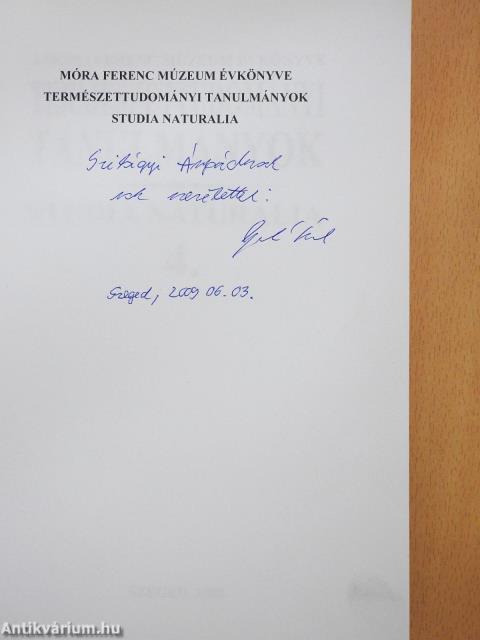 MÓRA FERENC MÚZEUM ÉVKÖNYVE
TERMÉSZETTUDOMÁNYI TANULMÁNYOK
STUDIA NATURALIA
Szilágyi Árpádnak
sok szeretettel:
Szeged, 2009 06.03.
Antikvárium.hu